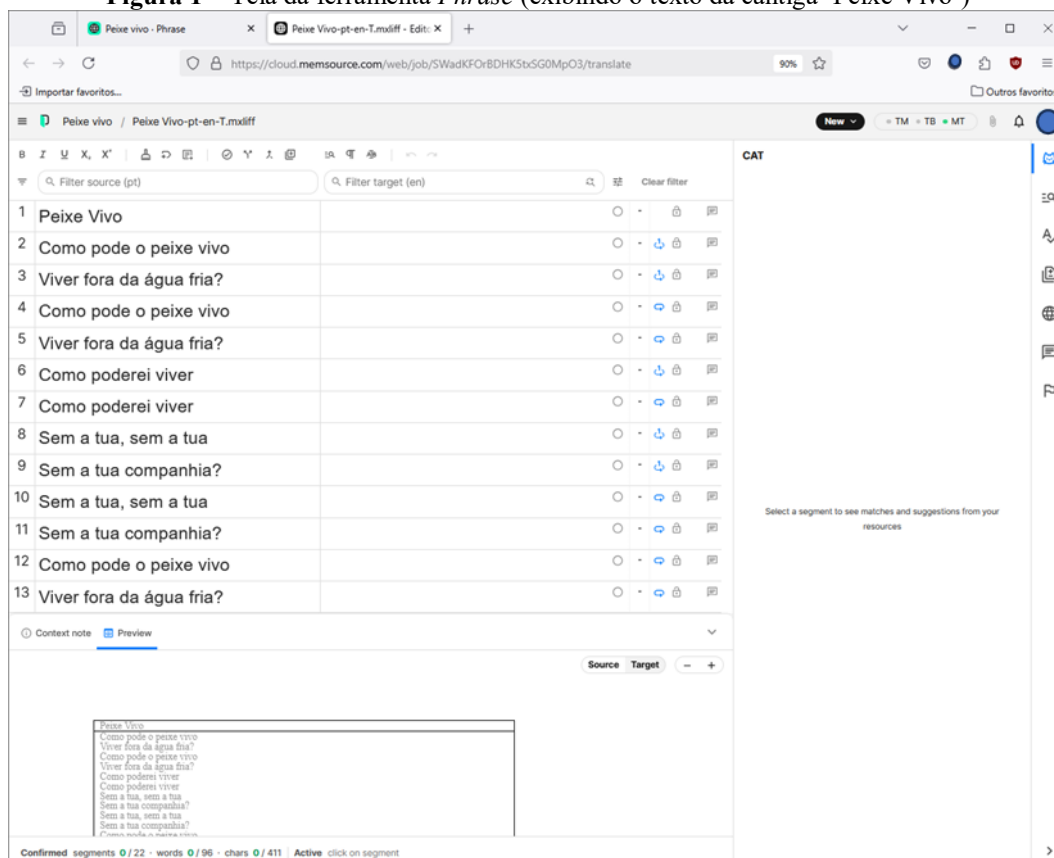 Figura 1 – Tela da ferramenta Phrase (exibindo o texto da cantiga "Peixe Vivo")
Peixe vivo - Phrase
Peixe Vivo-pt-en-T.mxliff - Edito
https://cloud.memsource.com/web/job/SWadKFOrBDHK5txSG0MpO3/translate
90%
Importar favoritos...
Outros favoritos
Peixe vivo / Peixe Vivo-pt-en-T.mxliff
New
TM TB MT
B I U X, X'
CAT
Filter source (pt)
Filter target (en)
Clear filter
1 Peixe Vivo
2 Como pode o peixe vivo
3 Viver fora da água fria?
4 Como pode o peixe vivo
5 Viver fora da água fria?
6 Como poderei viver
7 Como poderei viver
8 Sem a tua, sem a tua
9 Sem a tua companhia?
10 Sem a tua, sem a tua
11 Sem a tua companhia?
12 Como pode o peixe vivo
13 Viver fora da água fria?
Select a segment to see matches and suggestions from your
resources
Context note Preview
Source Target - +
Peixe Vivo
Como pode o peixe vivo
Viver fora da água fria?
Como pode o peixe vivo
Viver fora da água fria?
Como poderei viver
Como poderei viver
Sem a tua, sem a tua
Sem a tua companhia?
Sem a tua, sem a tua
Sem a tua companhia?
Como pode o peixe vivo
Confirmed segments 0/22 - words 0/96 - chars 0/411 Active click on segment